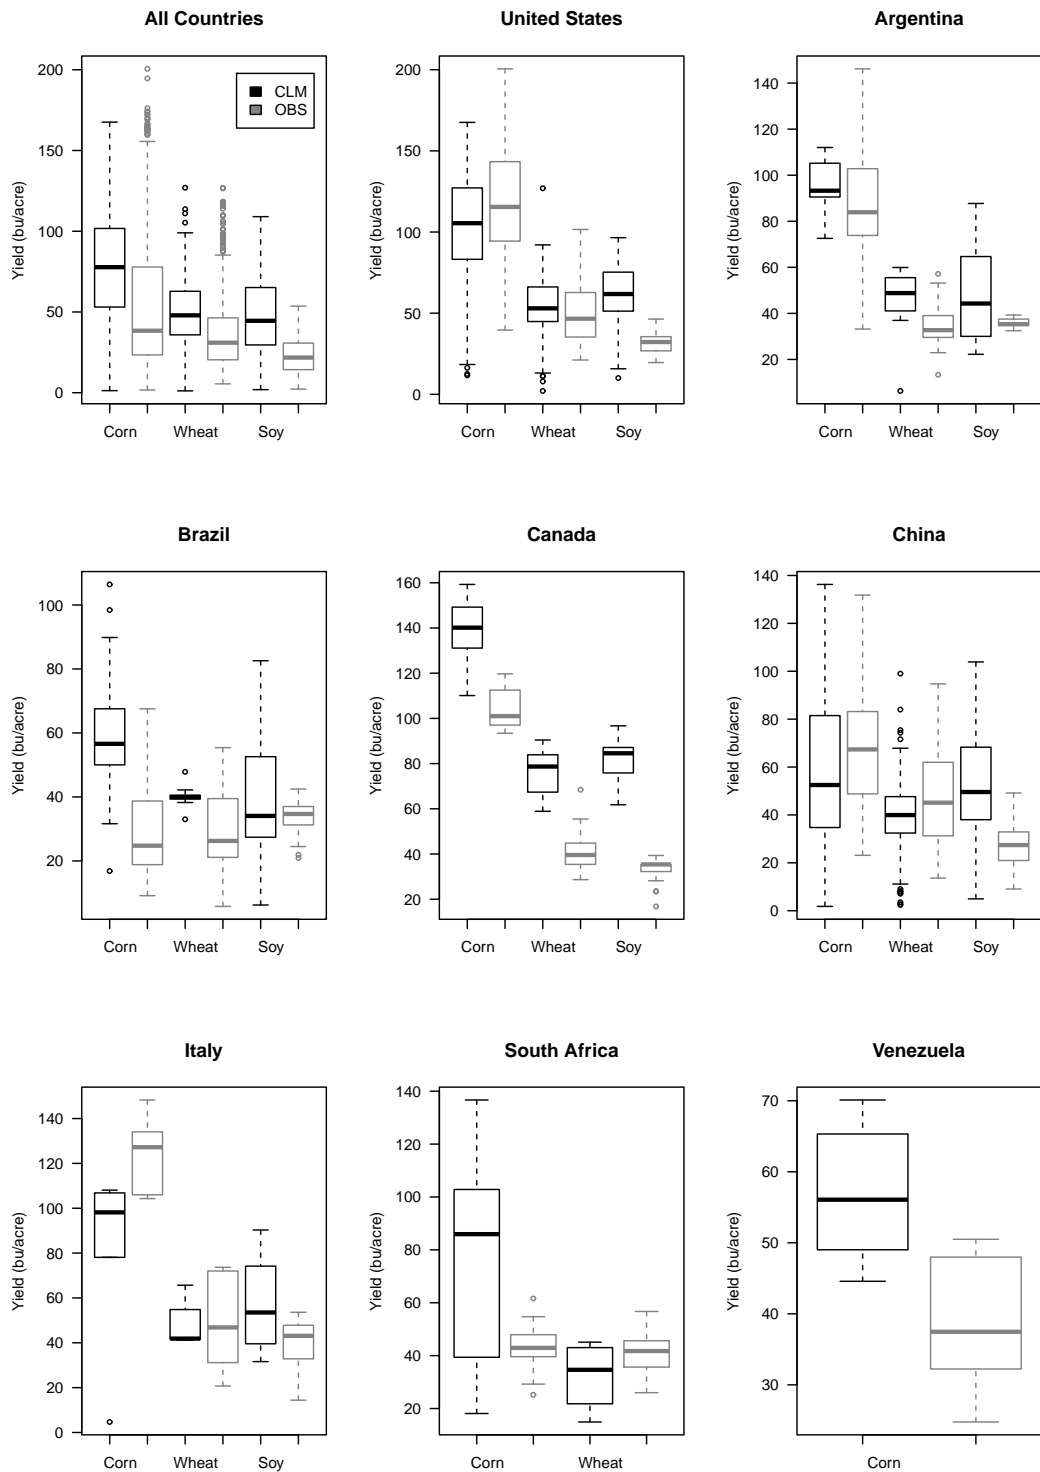 All Countries
United States
Argentina
Yield (bu/acre)
200
150
100
50
0
CLM
OBS
Corn Wheat Soy
Yield (bu/acre)
200
150
100
50
0
Corn Wheat Soy
Yield (bu/acre)
140
120
100
80
60
40
20
Corn Wheat Soy
Brazil
Canada
China
Yield (bu/acre)
100
80
60
40
20
Corn Wheat Soy
Yield (bu/acre)
160
140
120
100
80
60
40
20
Corn Wheat Soy
Yield (bu/acre)
140
120
100
80
60
40
20
0
Corn Wheat Soy
Italy
South Africa
Venezuela
Yield (bu/acre)
140
120
100
80
60
40
20
0
Corn Wheat Soy
Yield (bu/acre)
140
120
100
80
60
40
20
Corn Wheat
Yield (bu/acre)
70
60
50
40
30
Corn